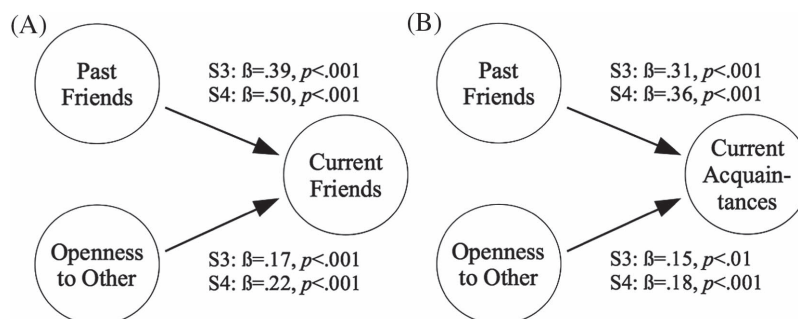 (A)
Past
Friends
S3: ß=.39, p<.001
S4: ß=.50, p<.001
Current
Friends
Openness
to Other
S3: ß=.17, p<.001
S4: ß=.22, p<.001
(B)
Past
Friends
S3: ß=.31, p<.001
S4: ß=.36, p<.001
Current
Acquain-
tances
Openness
to Other
S3: ß=.15, p<.01
S4: ß=.18, p<.001